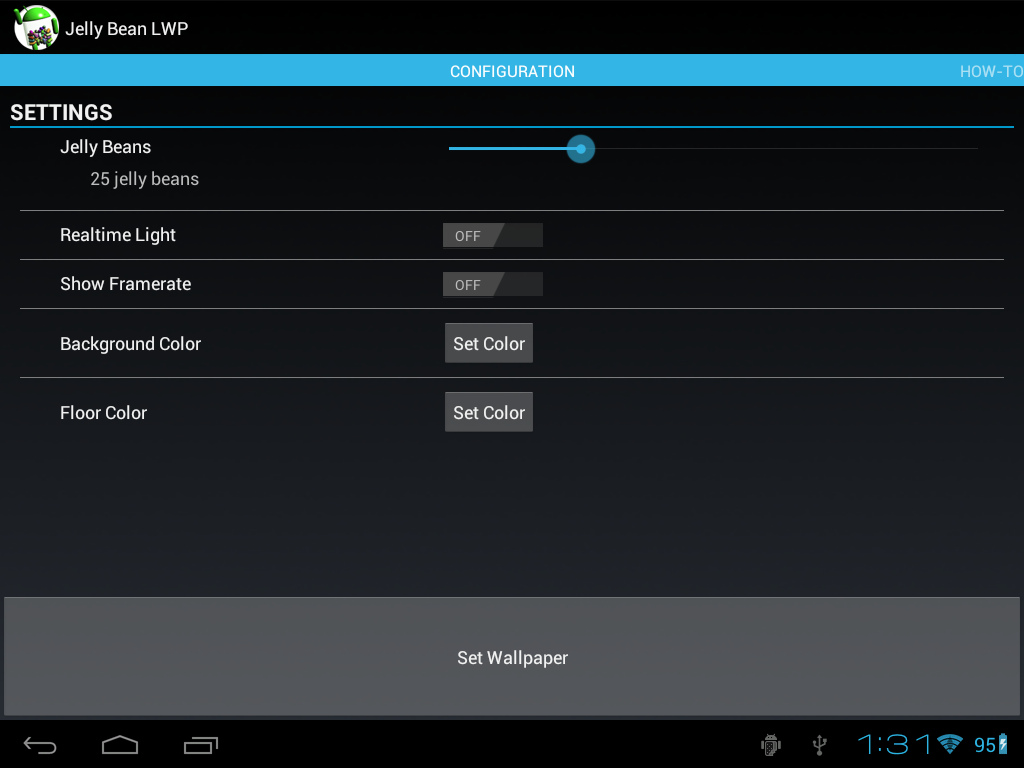 Jelly Bean LWP
CONFIGURATION
HOW-TO
SETTINGS
Jelly Beans
25 jelly beans
Realtime Light
OFF
Show Framerate
OFF
Background Color
Set Color
Floor Color
Set Color
Set Wallpaper
1:31
95